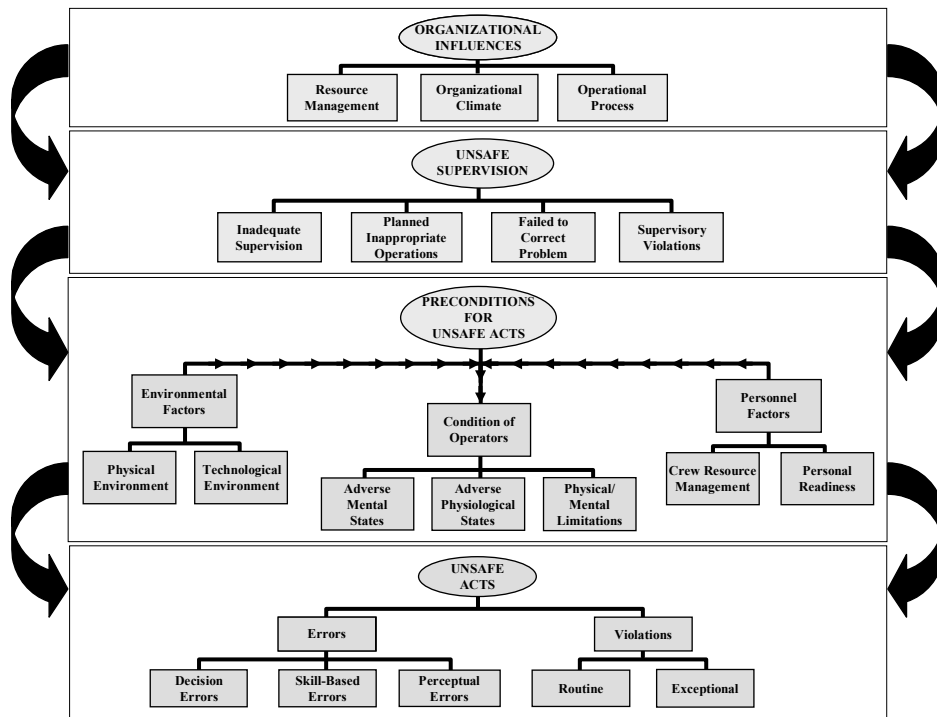 ORGANIZATIONAL
INFLUENCES
Resource
Management
Organizational
Climate
Operational
Process
UNSAFE
SUPERVISION
Inadequate
Supervision
Planned
Inappropriate
Operations
Failed to
Correct
Problem
Supervisory
Violations
PRECONDITIONS
FOR
UNSAFE ACTS
Environmental
Factors
Condition of
Operators
Personnel
Factors
Physical
Environment
Technological
Environment
Adverse
Mental
States
Adverse
Physiological
States
Physical/
Mental
Limitations
Crew Resource
Management
Personal
Readiness
UNSAFE
ACTS
Errors
Violations
Decision
Errors
Skill-Based
Errors
Perceptual
Errors
Routine
Exceptional